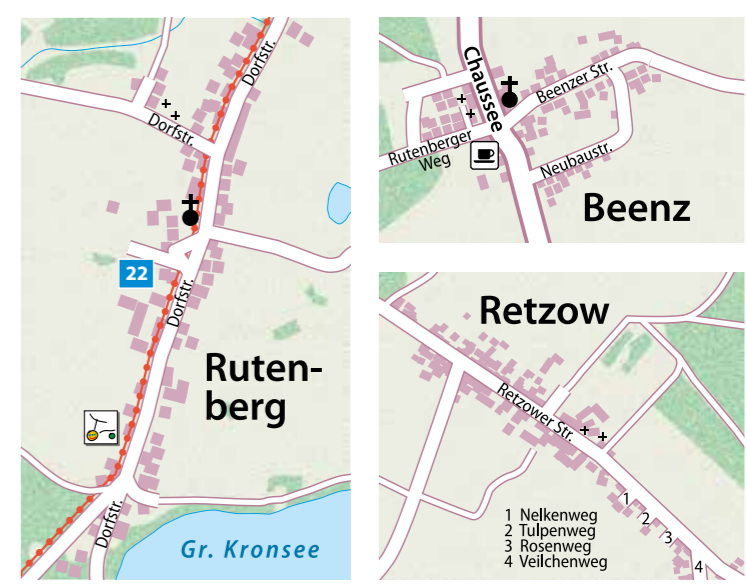 Dorfstr.
Dorfstr.
22
Dorfstr.
Ruten-
berg
Dorfstr.
Gr. Kronsee
Chaussee
Beenzer Str.
Rutenberger
Weg
Neubaustr.
Beenz
Retzow
Retzower Str.
1
2
3
4
1 Nelkenweg
2 Tulpenweg
3 Rosenweg
4 Veilchenweg